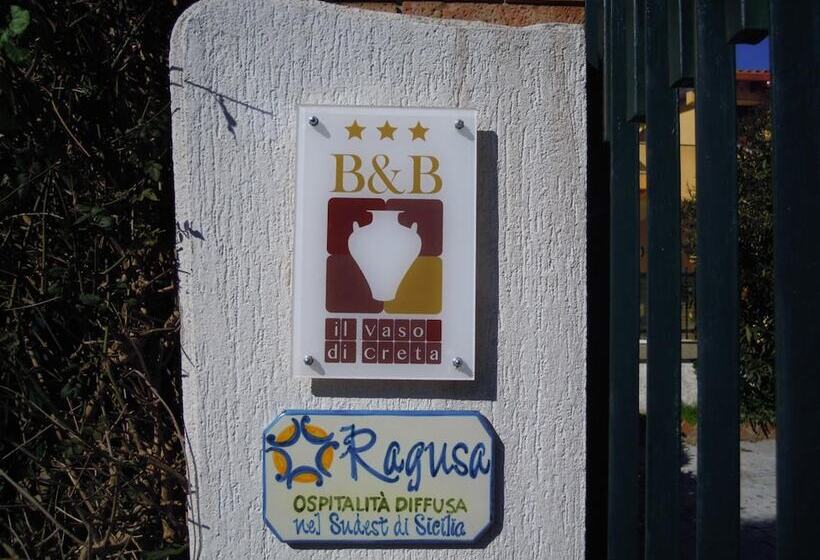 B&B
il vaso
di creta
Ragusa
OSPITALITÀ DIFFUSA
nel Sudest di Sicilia